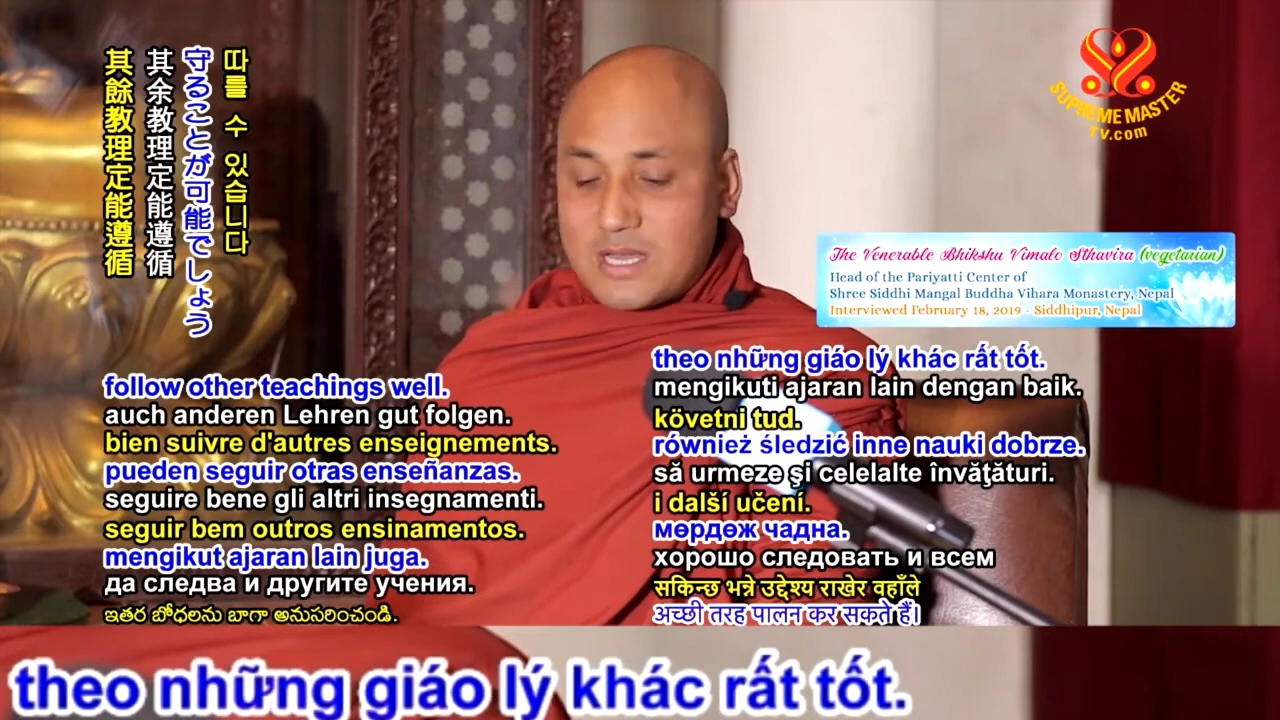 따를 수 있습니다
守ることが可能でしょう
其余教理定能遵循
其餘教理定能遵循
SUPREME MASTER
TV.com
The Venerable Bhikshu Vimalo Sthavira (vegetarian)
Head of the Pariyatti Center of
Shree Siddhi Mangal Buddha Vihara Monastery, Nepal
Interviewed February 18, 2019 - Siddhipur, Nepal
follow other teachings well.
auch anderen Lehren gut folgen.
bien suivre d'autres enseignements.
pueden seguir otras enseñanzas.
seguire bene gli altri insegnamenti.
seguir bem outros ensinamentos.
mengikut ajaran lain juga.
да следва и другите учения.
ఇతర బోధలను బాగా అనుసరించండి.
theo những giáo lý khác rất tốt.
mengikuti ajaran lain dengan baik.
követni tud.
również śledzić inne nauki dobrze.
să urmeze şi celelalte învăţături.
i další učení.
мөрдөж чадна.
хорошо следовать и всем
सकिन्छ भन्ने उद्देश्य राखेर वहाँले
अच्छी तरह पालन कर सकते हैं।
theo những giáo lý khác rất tốt.